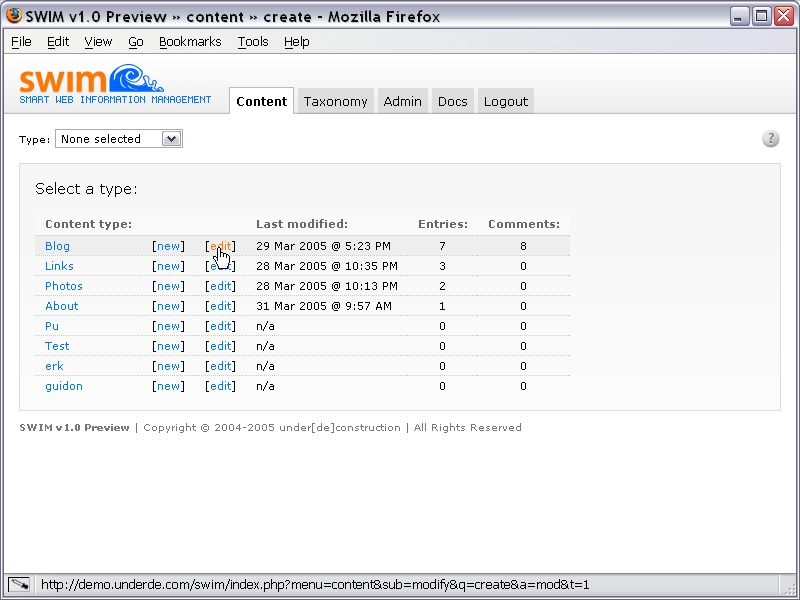 SWIM v1.0 Preview » content » create - Mozilla Firefox
File Edit View Go Bookmarks Tools Help
swim
SMART WEB INFORMATION MANAGEMENT
Content Taxonomy Admin Docs Logout
Type: None selected ?
Select a type:
Content type: Last modified: Entries: Comments:
Blog [new] [edit] 29 Mar 2005 @ 5:23 PM 7 8
Links [new] [edit] 28 Mar 2005 @ 10:35 PM 3 0
Photos [new] [edit] 28 Mar 2005 @ 10:13 PM 2 0
About [new] [edit] 31 Mar 2005 @ 9:57 AM 1 0
Pu [new] [edit] n/a 0 0
Test [new] [edit] n/a 0 0
erk [new] [edit] n/a 0 0
guidon [new] [edit] n/a 0 0
SWIM v1.0 Preview | Copyright © 2004-2005 under[de]construction | All Rights Reserved
http://demo.underde.com/swim/index.php?menu=content&sub=modify&q=create&a=mod&t=1